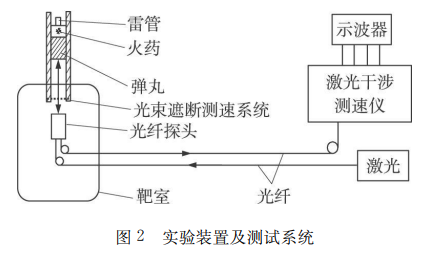 雷管
火药
弹丸
光束遮断测速系统
光纤探头
靶室
光纤
激光
示波器
激光干涉
测速仪
图2 实验装置及测试系统